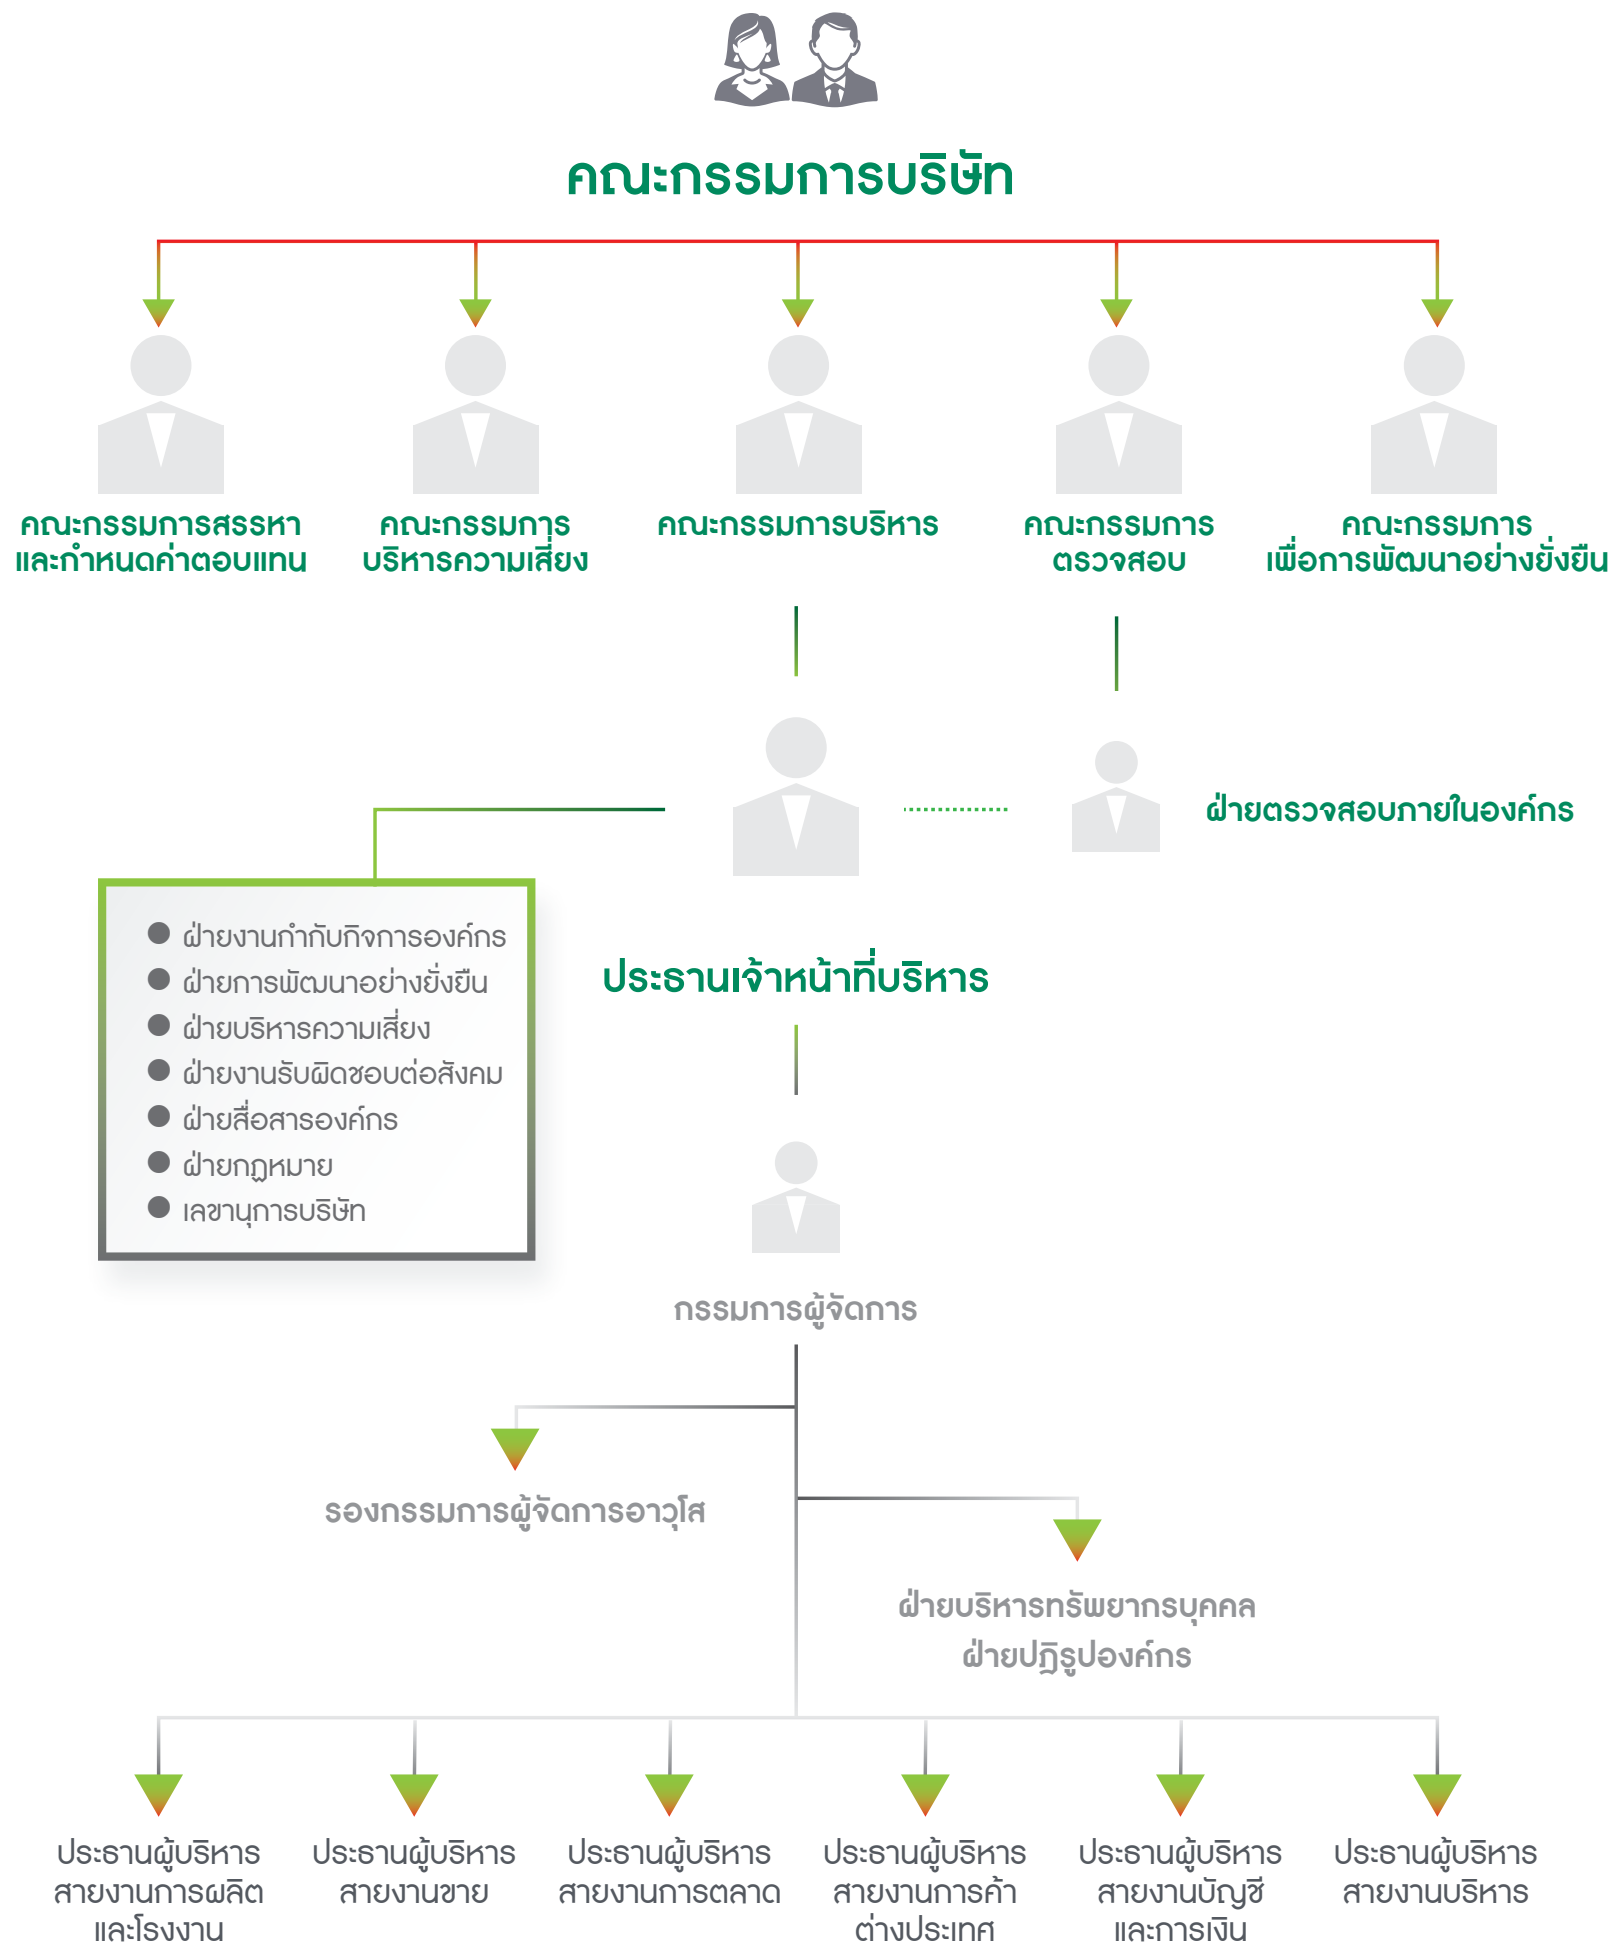 คณะกรรมการบริษัท
คณะกรรมการสรรหา
และกำหนดค่าตอบแทน
คณะกรรมการ
บริหารความเสี่ยง
คณะกรรมการบริหาร
คณะกรรมการ
ตรวจสอบ
คณะกรรมการ
เพื่อการพัฒนาอย่างยั่งยืน
ฝ่ายตรวจสอบภายในองค์กร
ฝ่ายงานกำกับกิจการองค์กร
ฝ่ายการพัฒนาอย่างยั่งยืน
ฝ่ายบริหารความเสี่ยง
ฝ่ายงานรับผิดชอบต่อสังคม
ฝ่ายสื่อสารองค์กร
ฝ่ายกฎหมาย
เลขานุการบริษัท
ประธานเจ้าหน้าที่บริหาร
กรรมการผู้จัดการ
รองกรรมการผู้จัดการอาวุโส
ฝ่ายบริหารทรัพยากรบุคคล
ฝ่ายปฏิรูปองค์กร
ประธานผู้บริหาร
สายงานการผลิต
และโรงงาน
ประธานผู้บริหาร
สายงานขาย
ประธานผู้บริหาร
สายงานการตลาด
ประธานผู้บริหาร
สายงานการค้า
ต่างประเทศ
ประธานผู้บริหาร
สายงานบัญชี
และการเงิน
ประธานผู้บริหาร
สายงานบริหาร